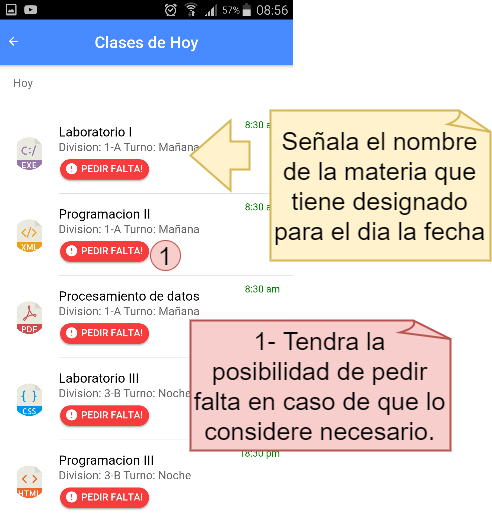 57% 08:56
Clases de Hoy
Hoy
Laboratorio I
8:30 a
Division: 1-A Turno: Mañana
PEDIR FALTA!
C:/
EXE
Señala el nombre
de la materia que
tiene designado
para el dia la fecha
Programacion II
8:30 a
Division: 1-A Turno: Mañana
PEDIR FALTA!
1
</>
XML
Procesamiento de datos
8:30 am
Division: 1-A Turno: Mañana
PEDIR FALTA!
PDF
1- Tendra la
posibilidad de pedir
falta en caso de que lo
considere necesario.
Laboratorio III
Division: 3-B Turno: Noche
PEDIR FALTA!
{ }
CSS
Programacion III
18:30 pm
Division: 3-B Turno: Noche
PEDIR FALTA!
< >
HTML